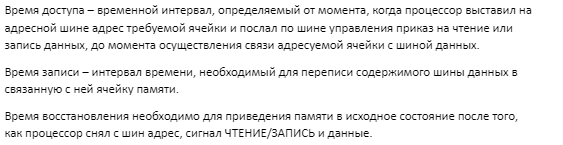 Время доступа – временной интервал, определяемый от момента, когда процессор выставил на
адресной шине адрес требуемой ячейки и послал по шине управления приказ на чтение или
запись данных, до момента осуществления связи адресуемой ячейки с шиной данных.
Время записи – интервал времени, необходимый для переписи содержимого шины данных в
связанную с ней ячейку памяти.
Время восстановления необходимо для приведения памяти в исходное состояние после того,
как процессор снял с шин адрес, сигнал ЧТЕНИЕ/ЗАПИСЬ и данные.